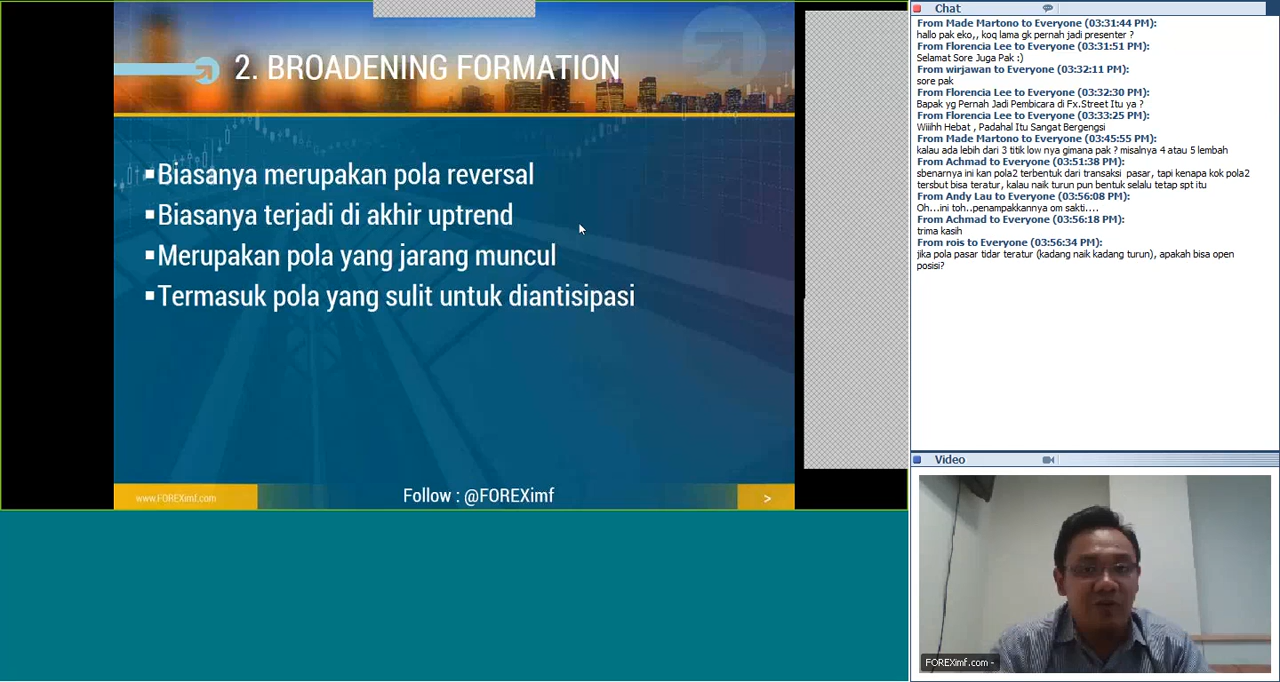 2. BROADENING FORMATION
▪Biasanya merupakan pola reversal
▪Biasanya terjadi di akhir uptrend
▪Merupakan pola yang jarang muncul
▪Termasuk pola yang sulit untuk diantisipasi
www.FOREXimf.com
Follow : @FOREXimf
>
Chat
From Made Martono to Everyone (03:31:44 PM):
hallo pak eko,, koq lama gk pernah jadi presenter ?
From Florencia Lee to Everyone (03:31:51 PM):
Selamat Sore Juga Pak :)
From wirjawan to Everyone (03:32:11 PM):
sore pak
From Florencia Lee to Everyone (03:32:30 PM):
Bapak yg Pernah Jadi Pembicara di Fx.Street Itu ya ?
From Florencia Lee to Everyone (03:33:25 PM):
Wiiihh Hebat , Padahal Itu Sangat Bergengsi
From Made Martono to Everyone (03:45:55 PM):
kalau ada lebih dari 3 titik low nya gimana pak ? misalnya 4 atau 5 lembah
From Achmad to Everyone (03:51:38 PM):
sbenarnya ini kan pola2 terbentuk dari transaksi  pasar, tapi kenapa kok pola2
tersbut bisa teratur, kalau naik turun pun bentuk selalu tetap spt itu
From Andy Lau to Everyone (03:56:08 PM):
Oh...ini toh..penampakkannya om sakti....
From Achmad to Everyone (03:56:18 PM):
trima kasih
From rois to Everyone (03:56:34 PM):
jika pola pasar tidar teratur (kadang naik kadang turun), apakah bisa open
posisi?
Video
FOREXimf.com -